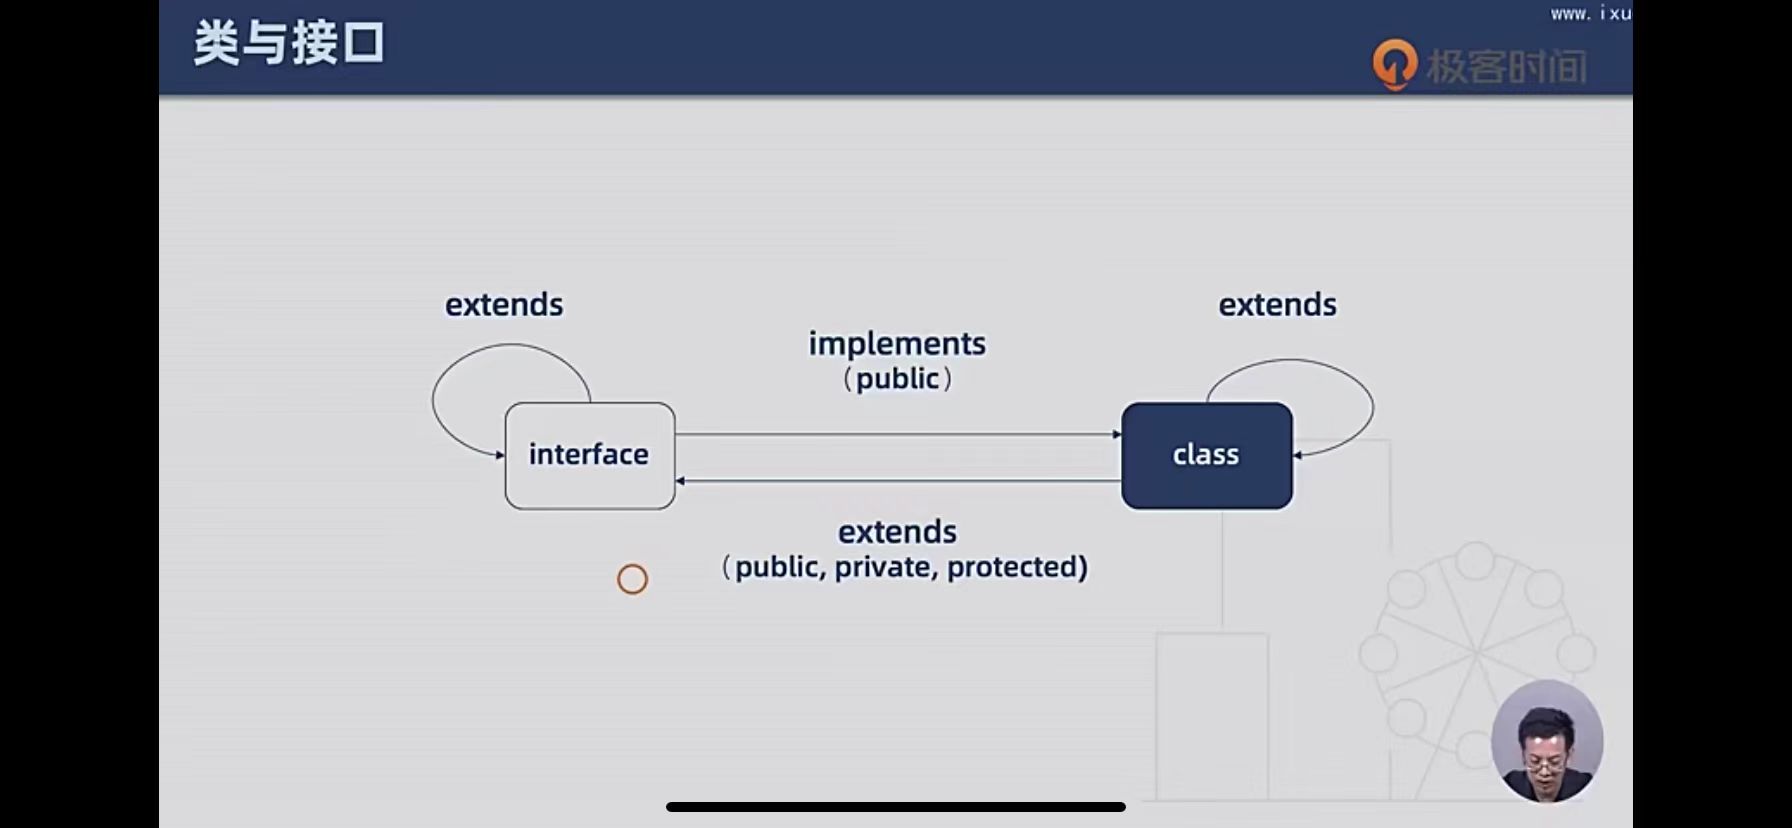 www.ixu
类与接口
极客时间
extends
extends
implements
（public）
interface
class
extends
（public, private, protected)